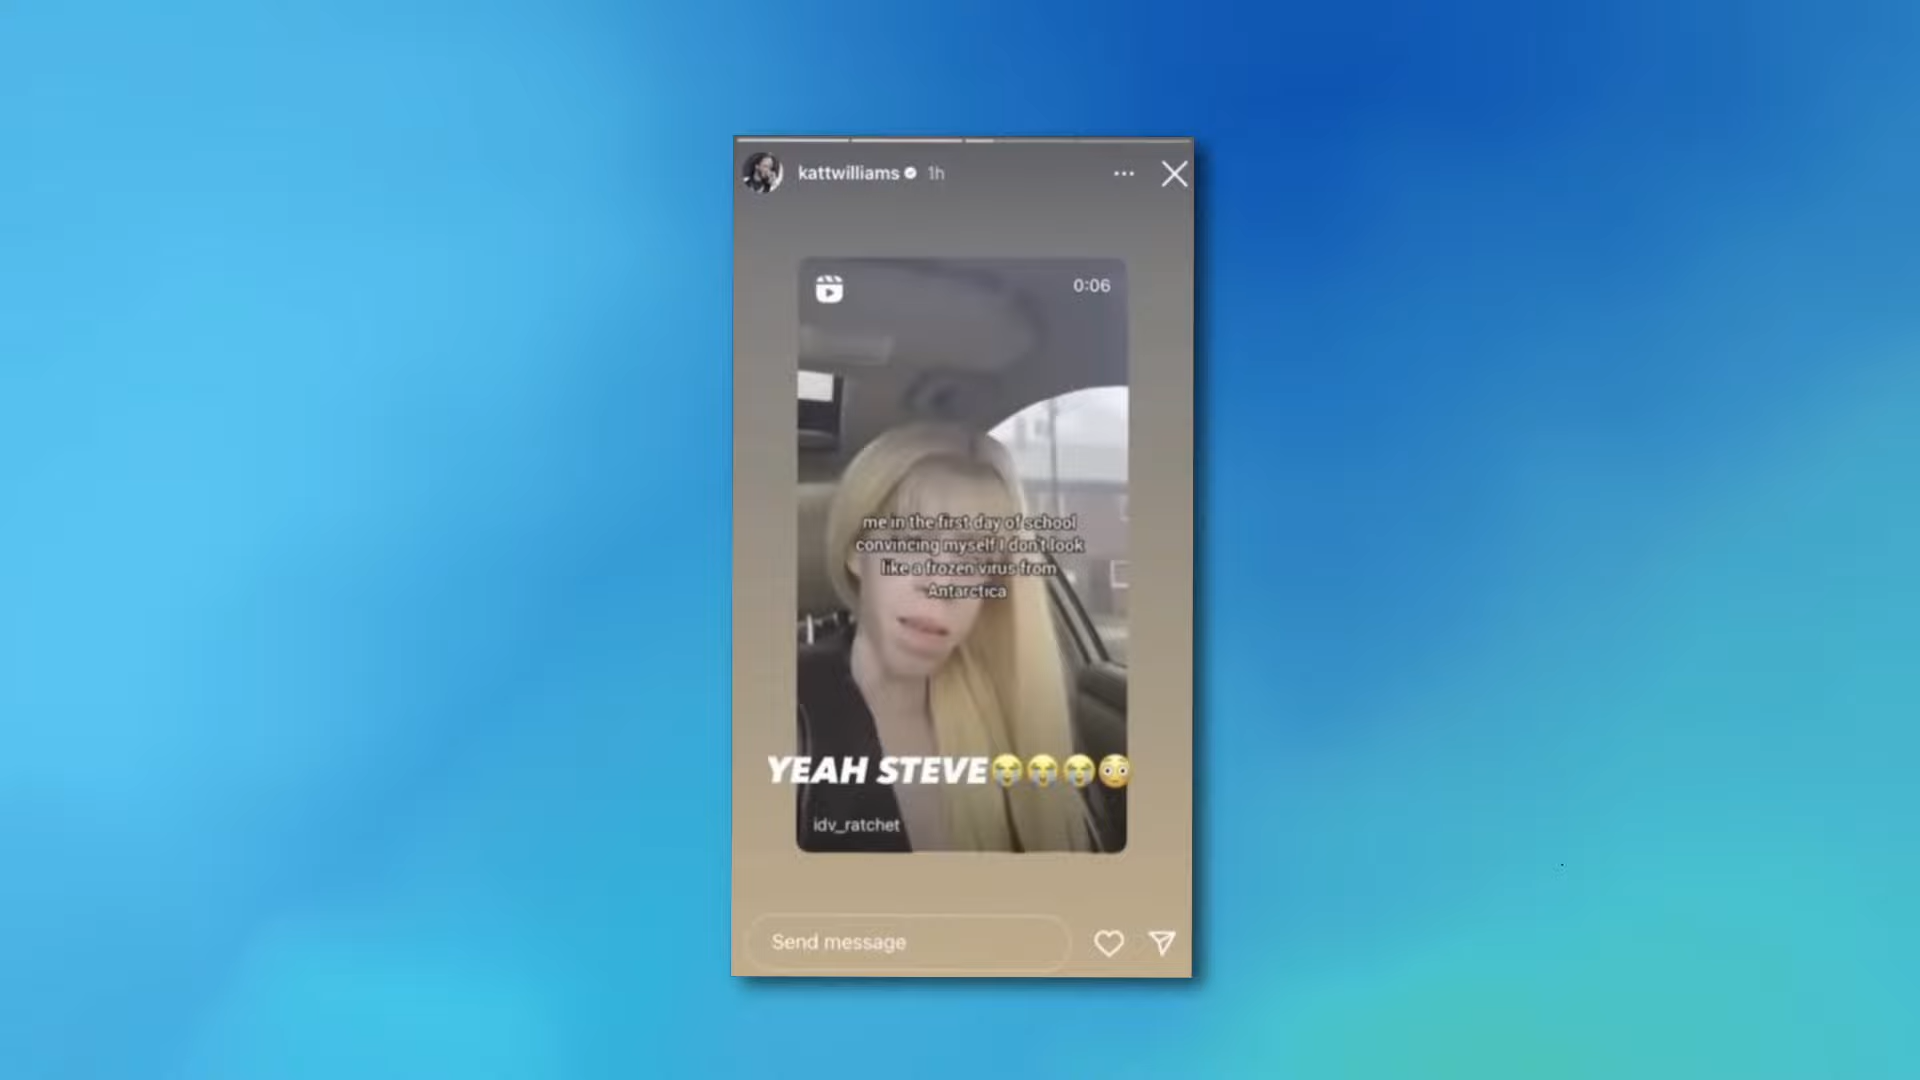 kattwilliams 1h
0:06
me in the first day of school
convincing myself I don't look
like a frozen virus from
Antarctica
YEAH STEVE😭😭😭😳
idv_ratchet
Send message